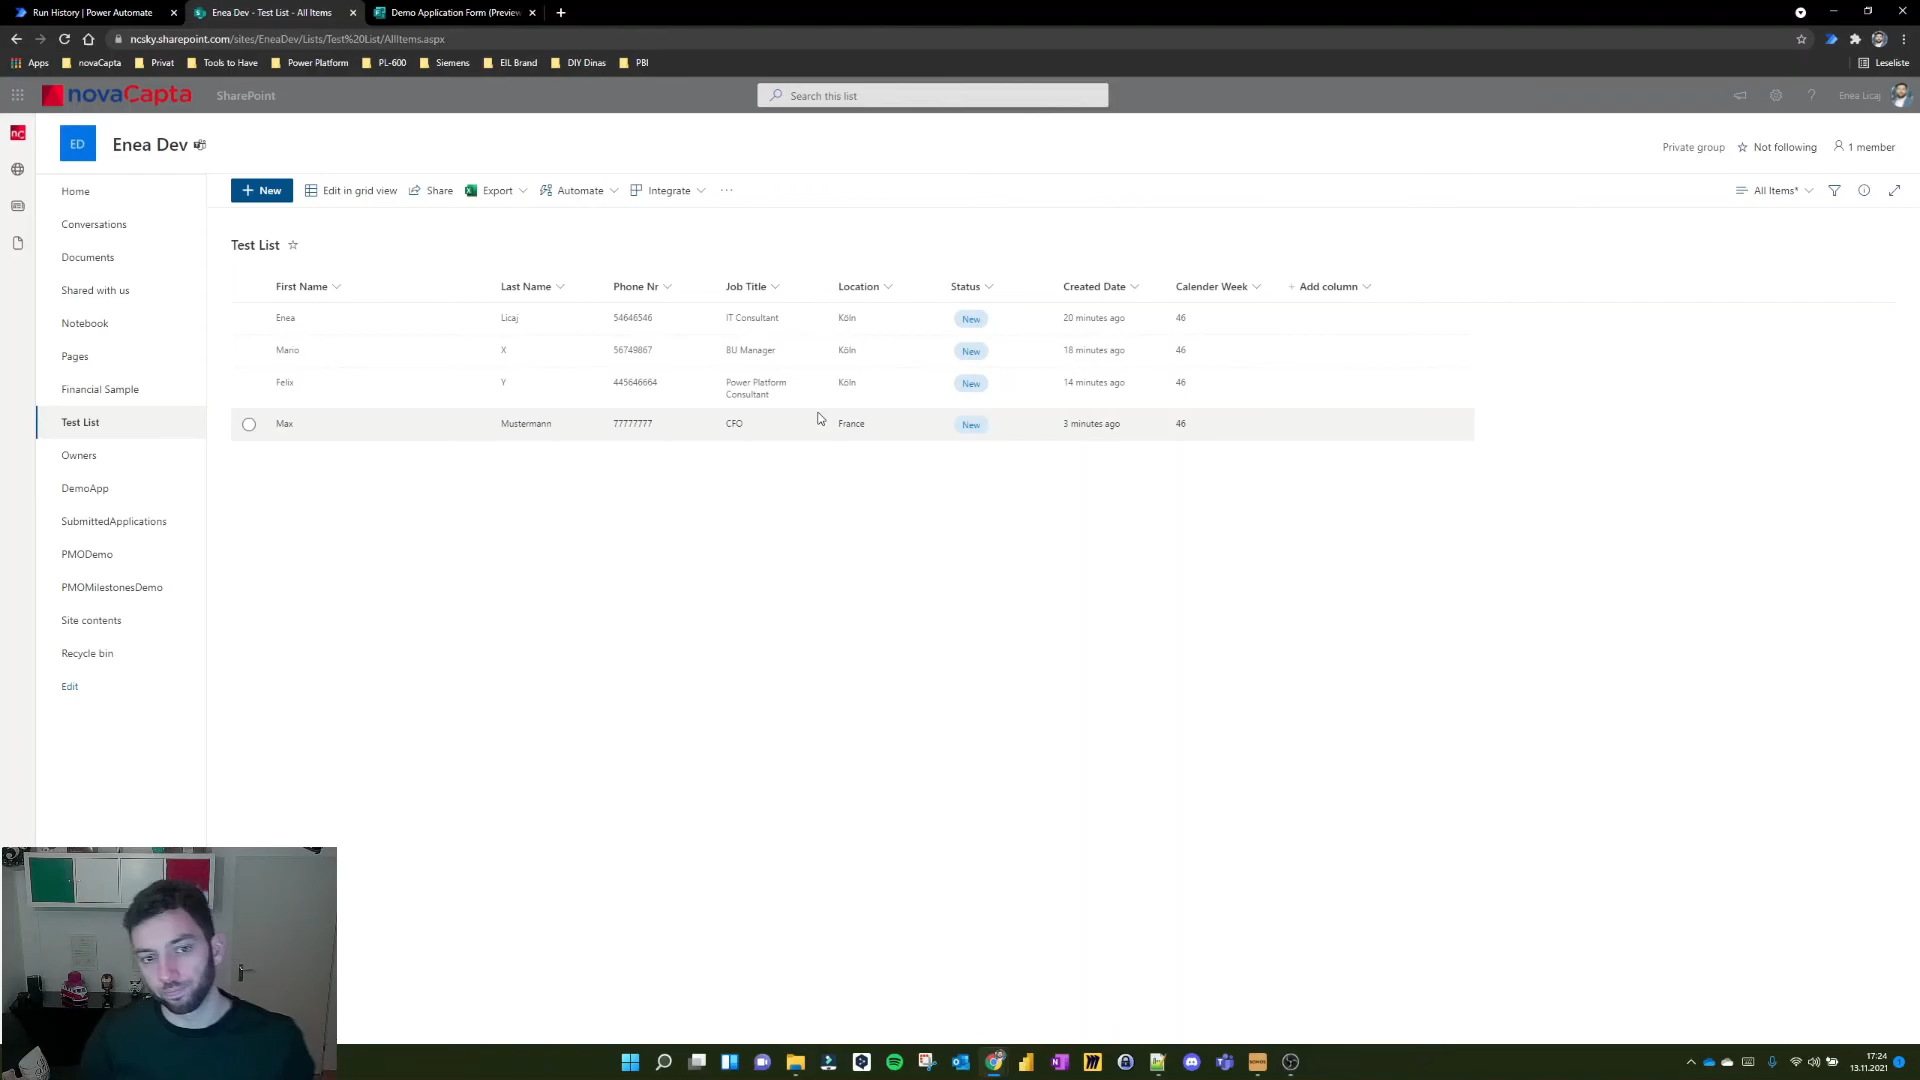 Run History | Power Automate
Enea Dev - Test List - All Items
Demo Application Form (Preview
ncsky.sharepoint.com/sites/EneaDev/Lists/Test%20List/AllItems.aspx
Apps novaCapta Privat Tools to Have Power Platform PL-600 Siemens EIL Brand DIY Dinas PBI Leseliste
novaCapta SharePoint Search this list ? Enea Licaj
nc
ED Enea Dev
Private group Not following 1 member
Home
Conversations
Documents
Shared with us
Notebook
Pages
Financial Sample
Test List
Owners
DemoApp
SubmittedApplications
PMODemo
PMOMilestonesDemo
Site contents
Recycle bin
Edit
+ New Edit in grid view Share Export Automate Integrate ··· All Items*
Test List
First Name Last Name Phone Nr Job Title Location Status Created Date Calender Week + Add column
Enea Licaj 54646546 IT Consultant Köln New 20 minutes ago 46
Mario X 56749867 BU Manager Köln New 18 minutes ago 46
Felix Y 445646664 Power Platform Consultant Köln New 14 minutes ago 46
Max Mustermann 77777777 CFO France New 3 minutes ago 46
17:24
13.11.2021